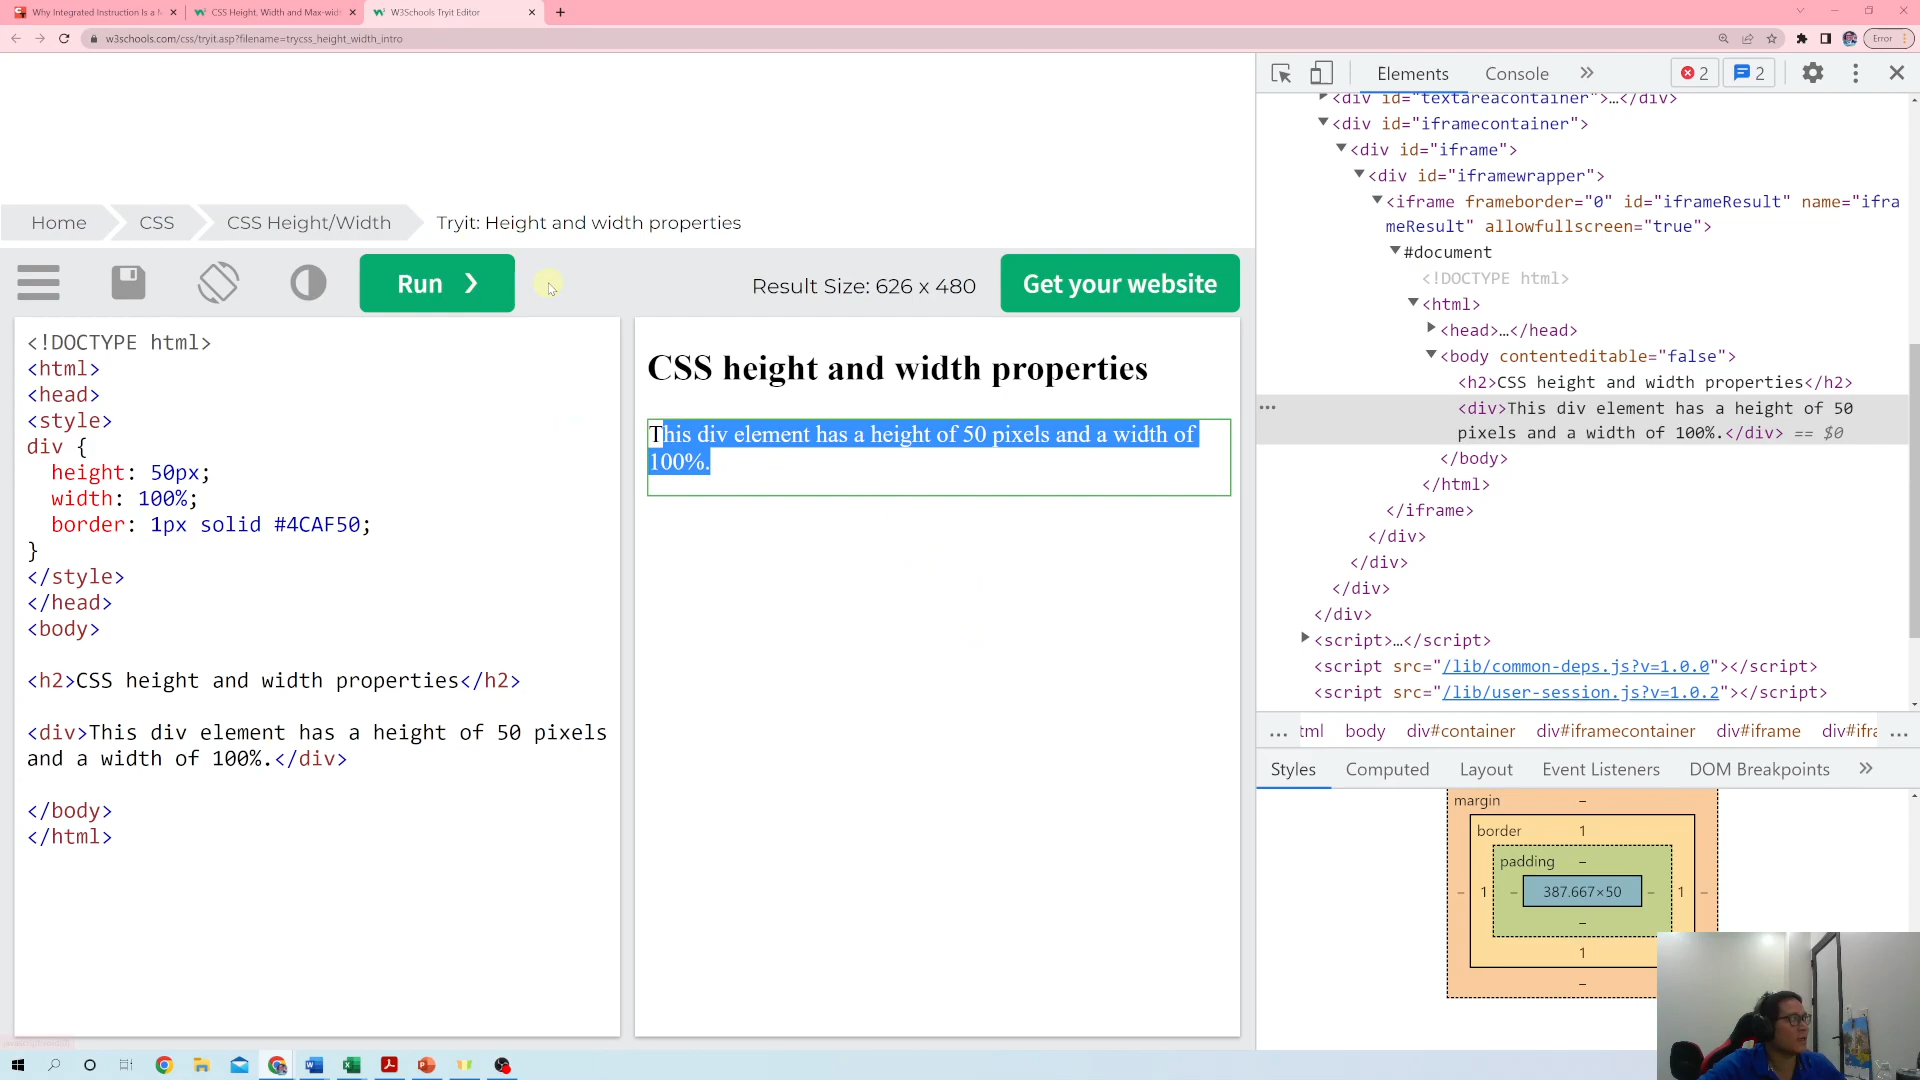 Why Integrated Instruction Is a M
CSS Height, Width and Max-widt
W3Schools Tryit Editor
w3schools.com/css/tryit.asp?filename=trycss_height_width_intro
Error
Home
CSS
CSS Height/Width
Tryit: Height and width properties
Run ❯
Result Size: 626 x 480
Get your website
<!DOCTYPE html>
<html>
<head>
<style>
div {
height: 50px;
width: 100%;
border: 1px solid #4CAF50;
}
</style>
</head>
<body>
<h2>CSS height and width properties</h2>
<div>This div element has a height of 50 pixels
and a width of 100%.</div>
</body>
</html>
CSS height and width properties
This div element has a height of 50 pixels and a width of
100%.
Elements
Console
2
2
<div id="textareacontainer">…</div>
<div id="iframecontainer">
<div id="iframe">
<div id="iframewrapper">
<iframe frameborder="0" id="iframeResult" name="ifra
meResult" allowfullscreen="true">
#document
<!DOCTYPE html>
<html>
<head>…</head>
<body contenteditable="false">
<h2>CSS height and width properties</h2>
<div>This div element has a height of 50
pixels and a width of 100%.</div> == $0
</body>
</html>
</iframe>
</div>
</div>
</div>
</div>
<script>…</script>
<script src="/lib/common-deps.js?v=1.0.0"></script>
<script src="/lib/user-session.js?v=1.0.2"></script>
… tml body div#container div#iframecontainer div#iframe div#ifra …
Styles
Computed
Layout
Event Listeners
DOM Breakpoints
margin –
border 1
padding –
– 1 – 387.667×50 – 1 –
–
1
–